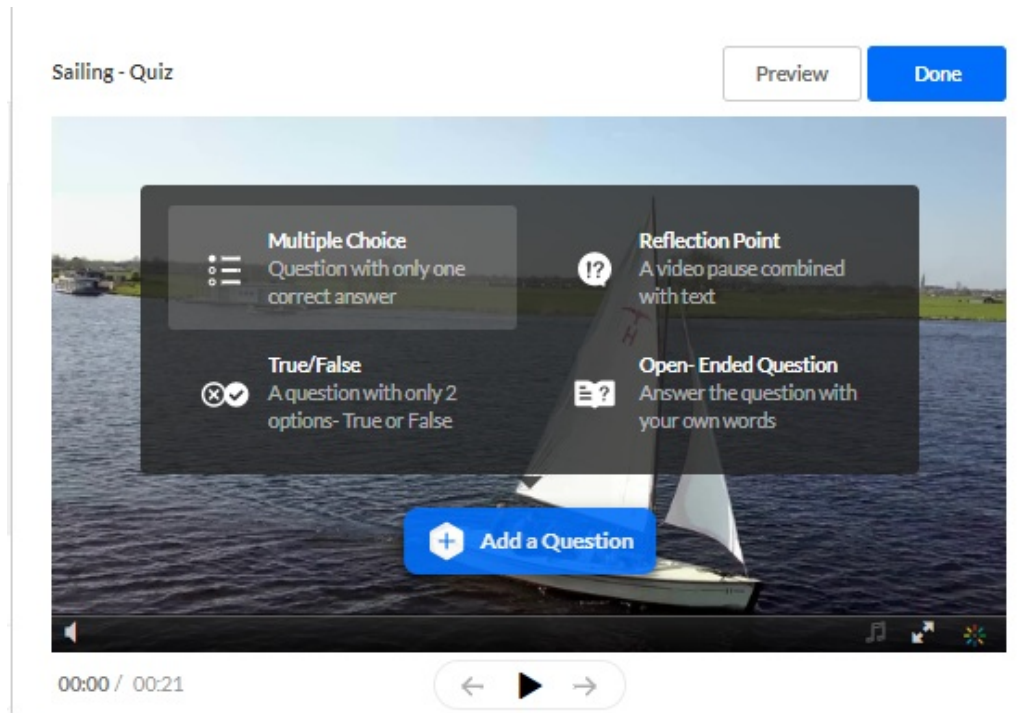 Sailing - Quiz
Preview
Done
Multiple Choice
Question with only one
correct answer
Reflection Point
A video pause combined
with text
True/False
A question with only 2
options- True or False
Open- Ended Question
Answer the question with
your own words
Add a Question
00:00 / 00:21